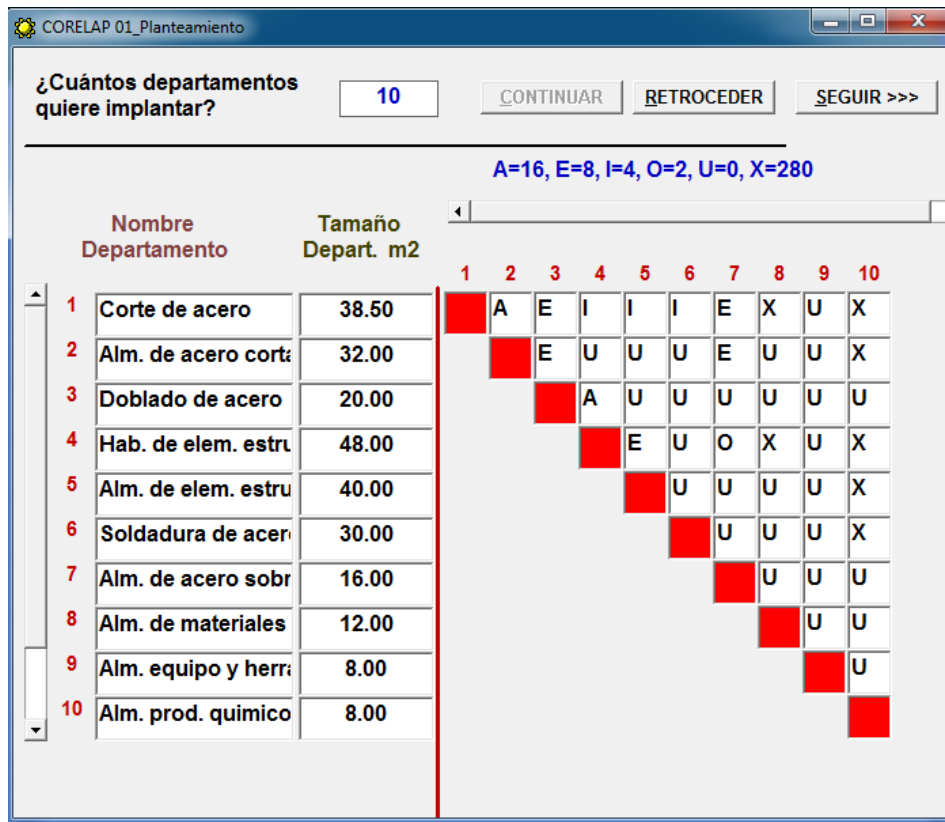 CORELAP 01_Planteamiento
¿Cuántos departamentos
quiere implantar?
10
CONTINUAR
RETROCEDER
SEGUIR >>>
A=16, E=8, I=4, O=2, U=0, X=280
Nombre
Departamento
Tamaño
Depart. m2
1 2 3 4 5 6 7 8 9 10
1 Corte de acero 38.50 A E I I I E X U X
2 Alm. de acero corta 32.00 E U U U E U U X
3 Doblado de acero 20.00 A U U U U U U
4 Hab. de elem. estru 48.00 E U O X U X
5 Alm. de elem. estru 40.00 U U U U X
6 Soldadura de acer 30.00 U U U X
7 Alm. de acero sobr 16.00 U U U
8 Alm. de materiales 12.00 U U
9 Alm. equipo y herra 8.00 U
10 Alm. prod. quimico 8.00